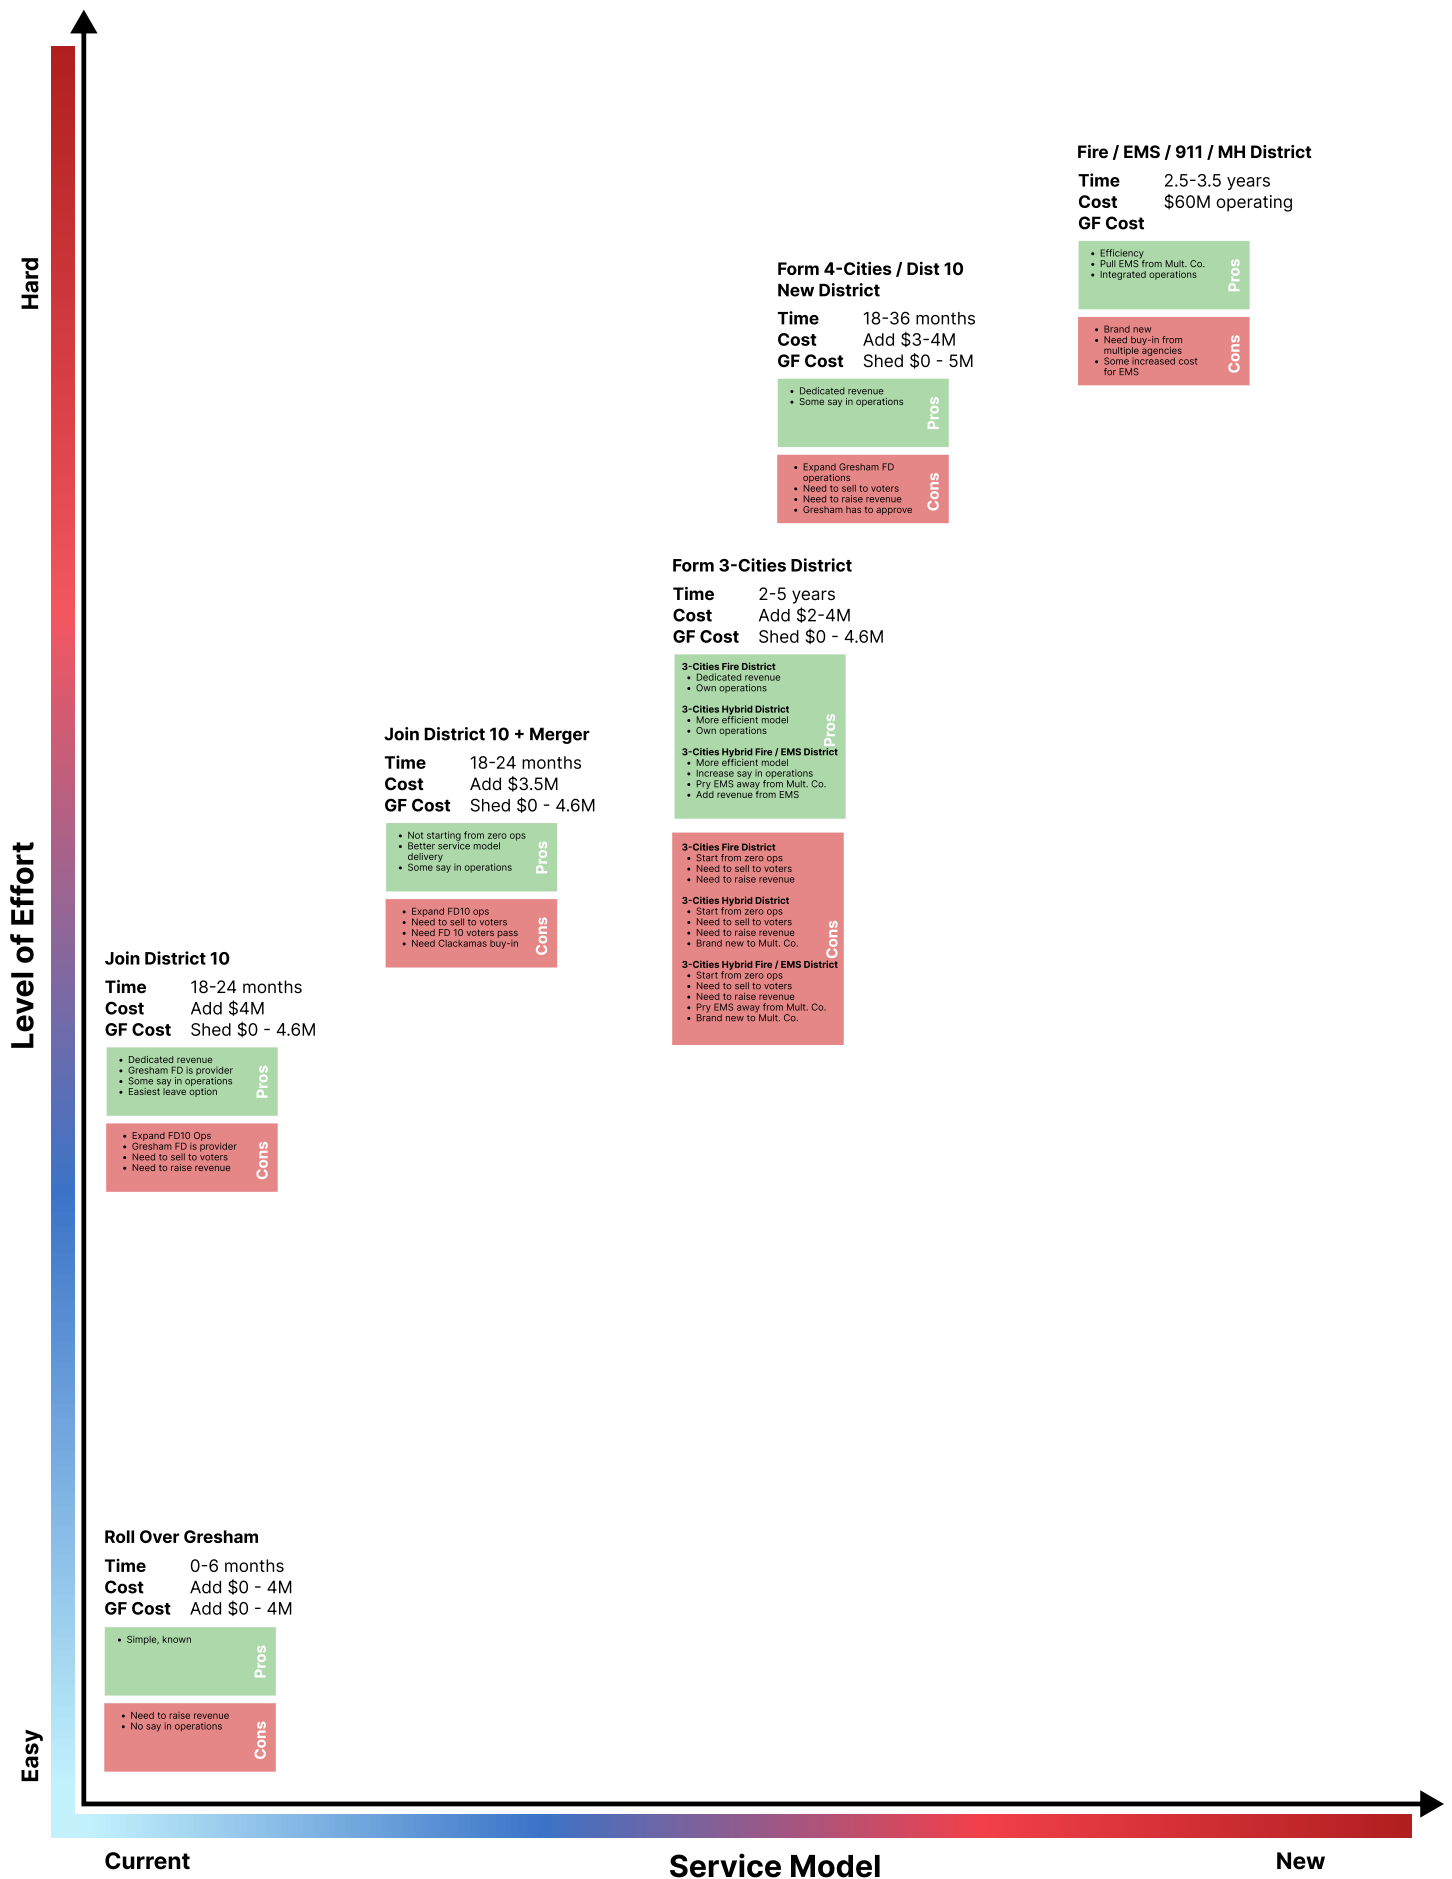 Fire / EMS / 911 / MH District
Time 2.5-3.5 years
Cost $60M operating
GF Cost
• Efficiency
• Pull EMS from Mult. Co.
• Integrated operations
Pros
• Brand new
• Need buy-in from
multiple agencies
• Some increased cost
for EMS
Cons
Form 4-Cities / Dist 10
New District
Time 18-36 months
Cost Add $3-4M
GF Cost Shed $0 - 5M
• Dedicated revenue
• Some say in operations
Pros
• Expand Gresham FD
operations
• Need to sell to voters
• Need to raise revenue
• Gresham has to approve
Cons
Form 3-Cities District
Time 2-5 years
Cost Add $2-4M
GF Cost Shed $0 - 4.6M
3-Cities Fire District
• Dedicated revenue
• Own operations
3-Cities Hybrid District
• More efficient model
• Own operations
3-Cities Hybrid Fire / EMS District
• More efficient model
• Increase say in operations
• Pry EMS away from Mult. Co.
• Add revenue from EMS
Pros
3-Cities Fire District
• Start from zero ops
• Need to sell to voters
• Need to raise revenue
3-Cities Hybrid District
• Start from zero ops
• Need to sell to voters
• Need to raise revenue
• Brand new to Mult. Co.
3-Cities Hybrid Fire / EMS District
• Start from zero ops
• Need to sell to voters
• Need to raise revenue
• Pry EMS away from Mult. Co.
• Brand new to Mult. Co.
Cons
Join District 10 + Merger
Time 18-24 months
Cost Add $3.5M
GF Cost Shed $0 - 4.6M
• Not starting from zero ops
• Better service model
delivery
• Some say in operations
Pros
• Expand FD10 ops
• Need to sell to voters
• Need FD 10 voters pass
• Need Clackamas buy-in
Cons
Join District 10
Time 18-24 months
Cost Add $4M
GF Cost Shed $0 - 4.6M
• Dedicated revenue
• Gresham FD is provider
• Some say in operations
• Easiest leave option
Pros
• Expand FD10 Ops
• Gresham FD is provider
• Need to sell to voters
• Need to raise revenue
Cons
Roll Over Gresham
Time 0-6 months
Cost Add $0 - 4M
GF Cost Add $0 - 4M
• Simple, known
Pros
• Need to raise revenue
• No say in operations
Cons
Hard
Level of Effort
Easy
Current
Service Model
New